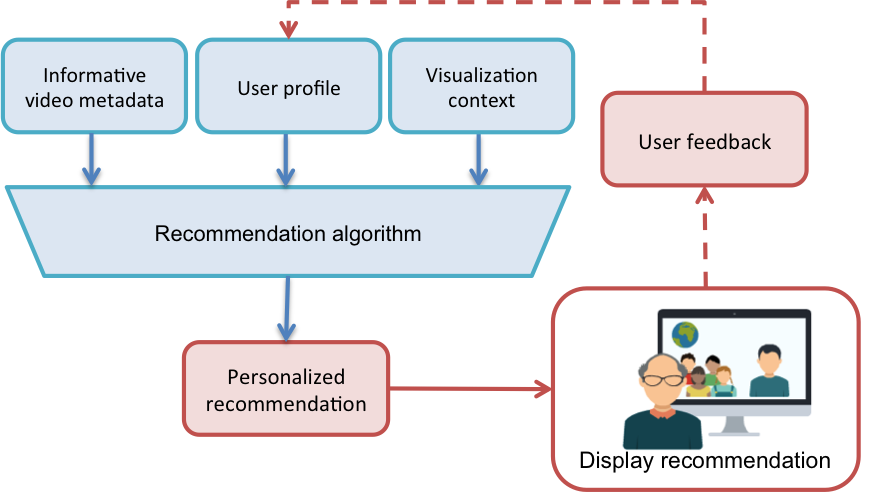 Informative
video metadata
User profile
Visualization
context
User feedback
Recommendation algorithm
Personalized
recommendation
Display recommendation